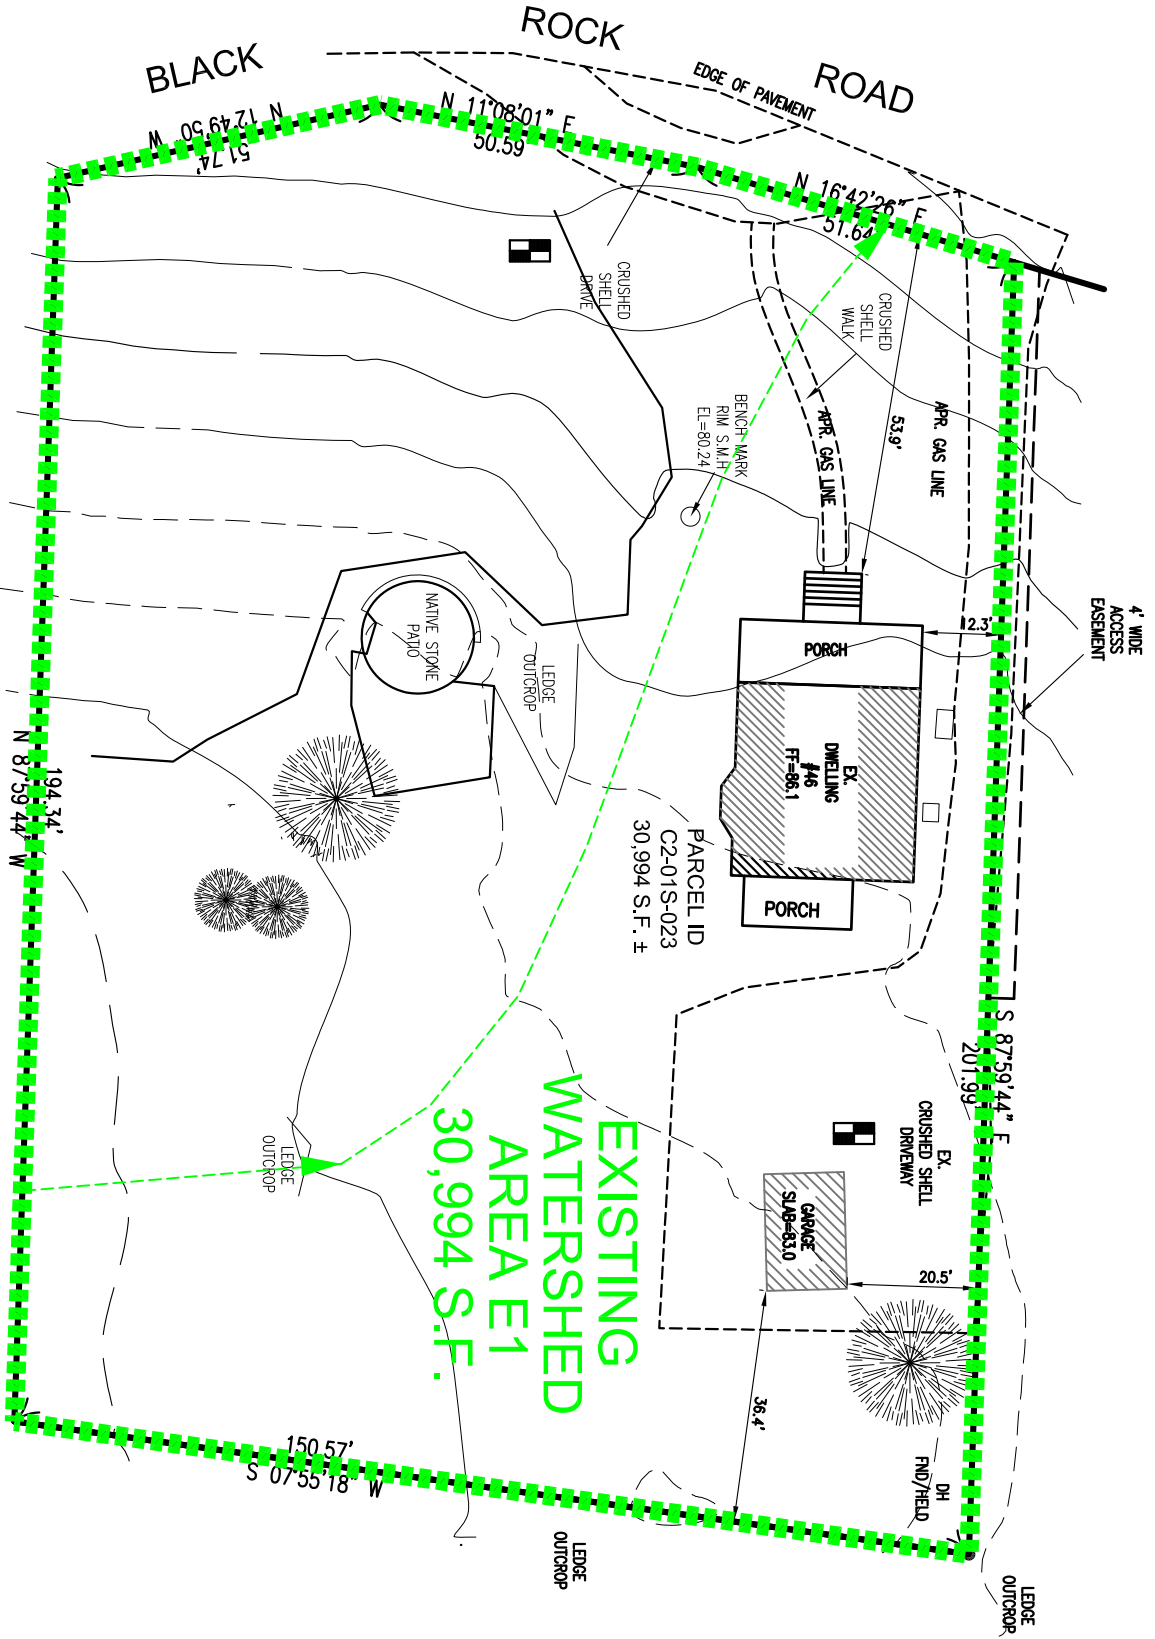 BLACK
ROCK
ROAD
EDGE OF PAVEMENT
N 12°49'50" W
51.74'
N 11°08'01" E
50.59
N 16°42'26" E
51.64
CRUSHED
SHELL
DRIVE
CRUSHED
SHELL
WALK
53.9'
APR. GAS LINE
APR. GAS LINE
BENCH MARK
RIM S.M.H
EL=80.24
4' WIDE
ACCESS
EASEMENT
12.3'
PORCH
NATIVE STONE
PATIO
LEDGE
OUTCROP
EX.
DWELLING
#46
FF=86.1
PORCH
PARCEL ID
C2-01S-023
30,994 S.F. ±
194.34'
N 87°59'44" W
S 87°59'44" E
201.99'
EX.
CRUSHED SHELL
DRIVEWAY
LEDGE
OUTCROP
EXISTING
WATERSHED
AREA E1
30,994 S.F.
GARAGE
SLAB=83.0
20.5'
36.4'
DH
FND/HELD
150.57'
S 07°55'18" W
LEDGE
OUTCROP
LEDGE
OUTCROP